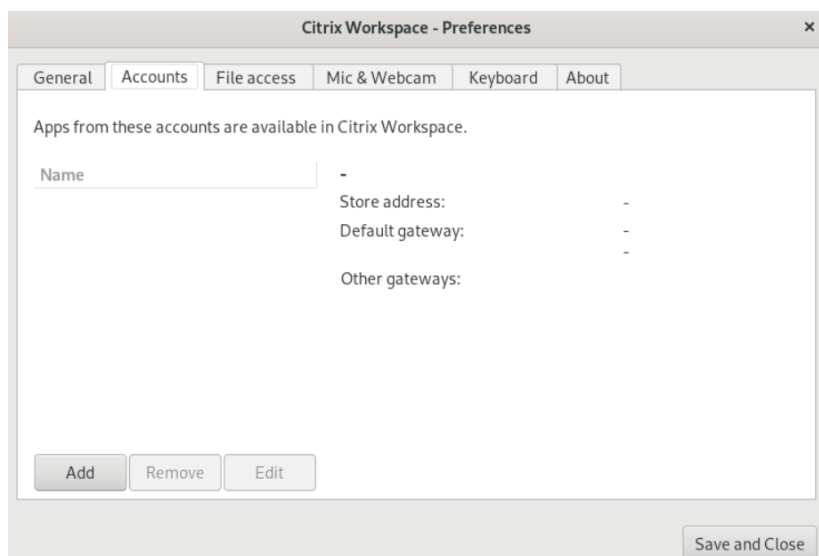 Citrix Workspace - Preferences ×
General Accounts File access Mic & Webcam Keyboard About
Apps from these accounts are available in Citrix Workspace.
Name -
Store address: -
Default gateway: -
-
Other gateways:
Add Remove Edit
Save and Close